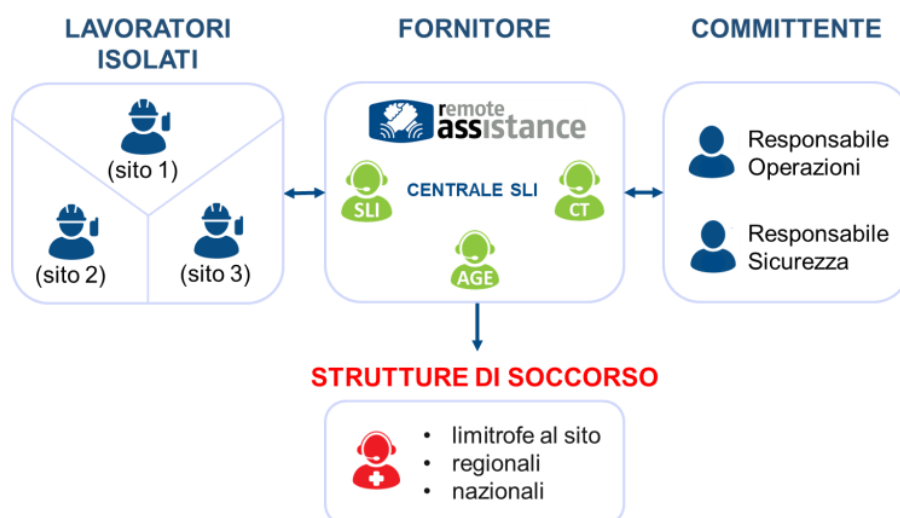 LAVORATORI
ISOLATI
FORNITORE
COMMITTENTE
(sito 1)
(sito 2)
(sito 3)
remote
assistance
SLI
CENTRALE SLI
CT
AGE
Responsabile
Operazioni
Responsabile
Sicurezza
STRUTTURE DI SOCCORSO
• limitrofe al sito
• regionali
• nazionali